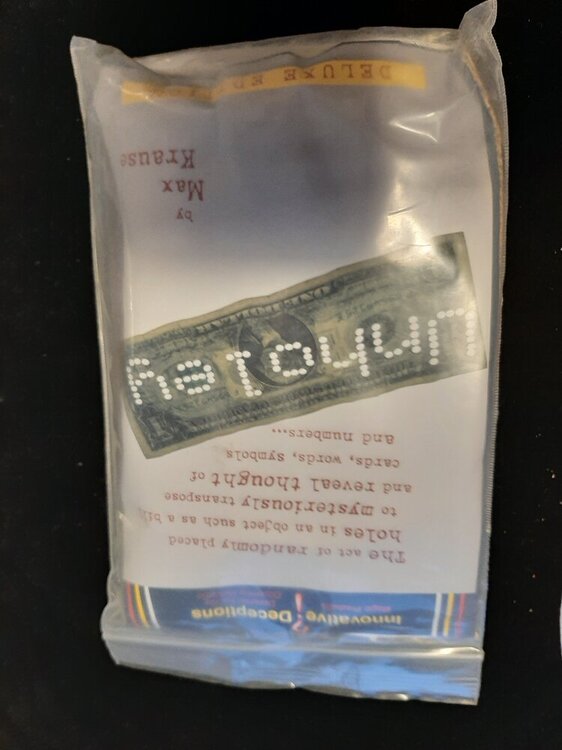 Innovative Deceptions
The act of randomly placed
holes in an object such as a bill
to mysteriously transpose
and reveal thought of
cards, words, symbols
and numbers...
unholey
by
Max
Krause
DELUXE EDITION